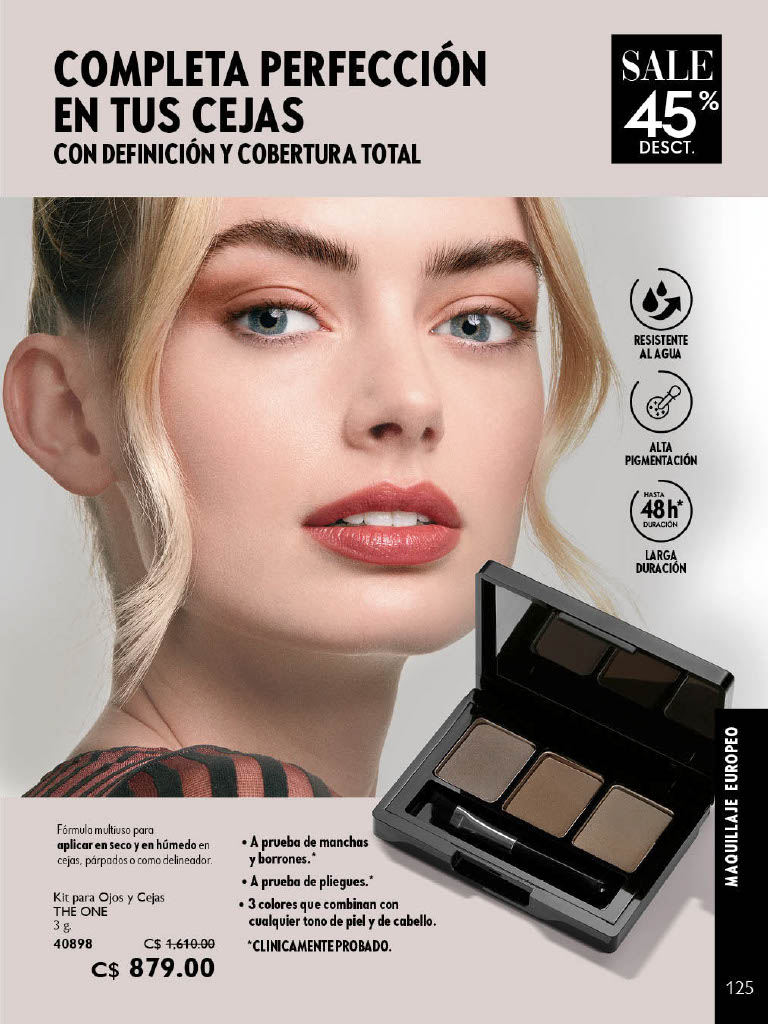 COMPLETA PERFECCIÓN
EN TUS CEJAS
CON DEFINICIÓN Y COBERTURA TOTAL
SALE
45%
DESCT.
RESISTENTE
AL AGUA
ALTA
PIGMENTACIÓN
HASTA
48h*
DURACIÓN
LARGA
DURACIÓN
MAQUILLAJE EUROPEO
Fórmula multiuso para
aplicar en seco y en húmedo en
cejas, párpados o como delineador.
Kit para Ojos y Cejas
THE ONE
3 g.
40898 C$ 1,610.00
C$ 879.00
• A prueba de manchas
y borrones.*
• A prueba de pliegues.*
• 3 colores que combinan con
cualquier tono de piel y de cabello.
*CLINICAMENTE PROBADO.
125